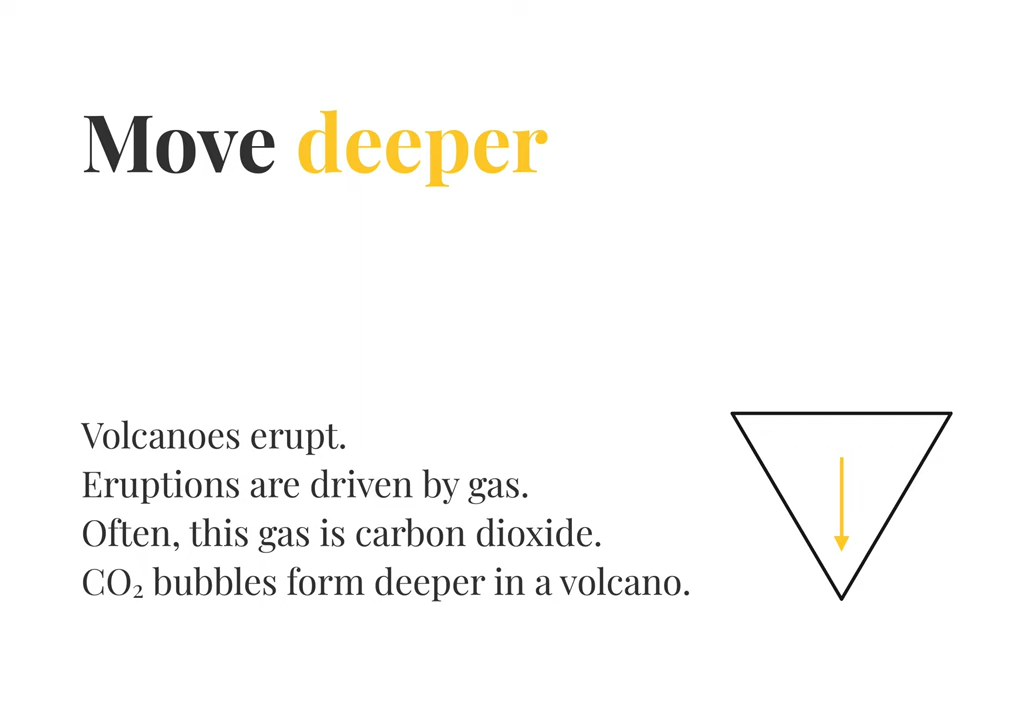 Move deeper
Volcanoes erupt.
Eruptions are driven by gas.
Often, this gas is carbon dioxide.
CO₂ bubbles form deeper in a volcano.